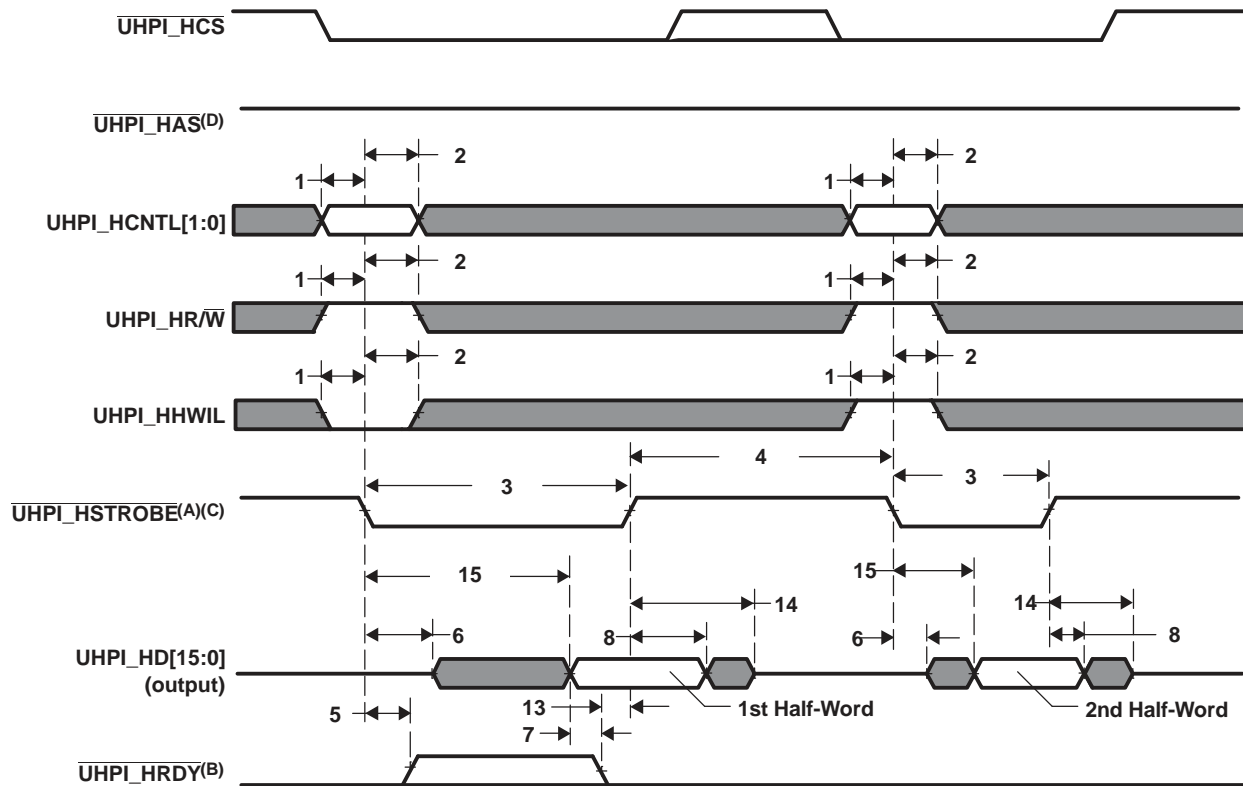 UHPI_HCS
UHPI_HAS(D)
2
2
1
1
UHPI_HCNTL[1:0]
2
2
1
1
UHPI_HR/W
2
2
1
1
UHPI_HHWIL
4
3
3
UHPI_HSTROBE(A)(C)
15
15
14
14
6
8
6
8
UHPI_HD[15:0]
(output)
13
1st Half-Word
2nd Half-Word
5
7
UHPI_HRDY(B)